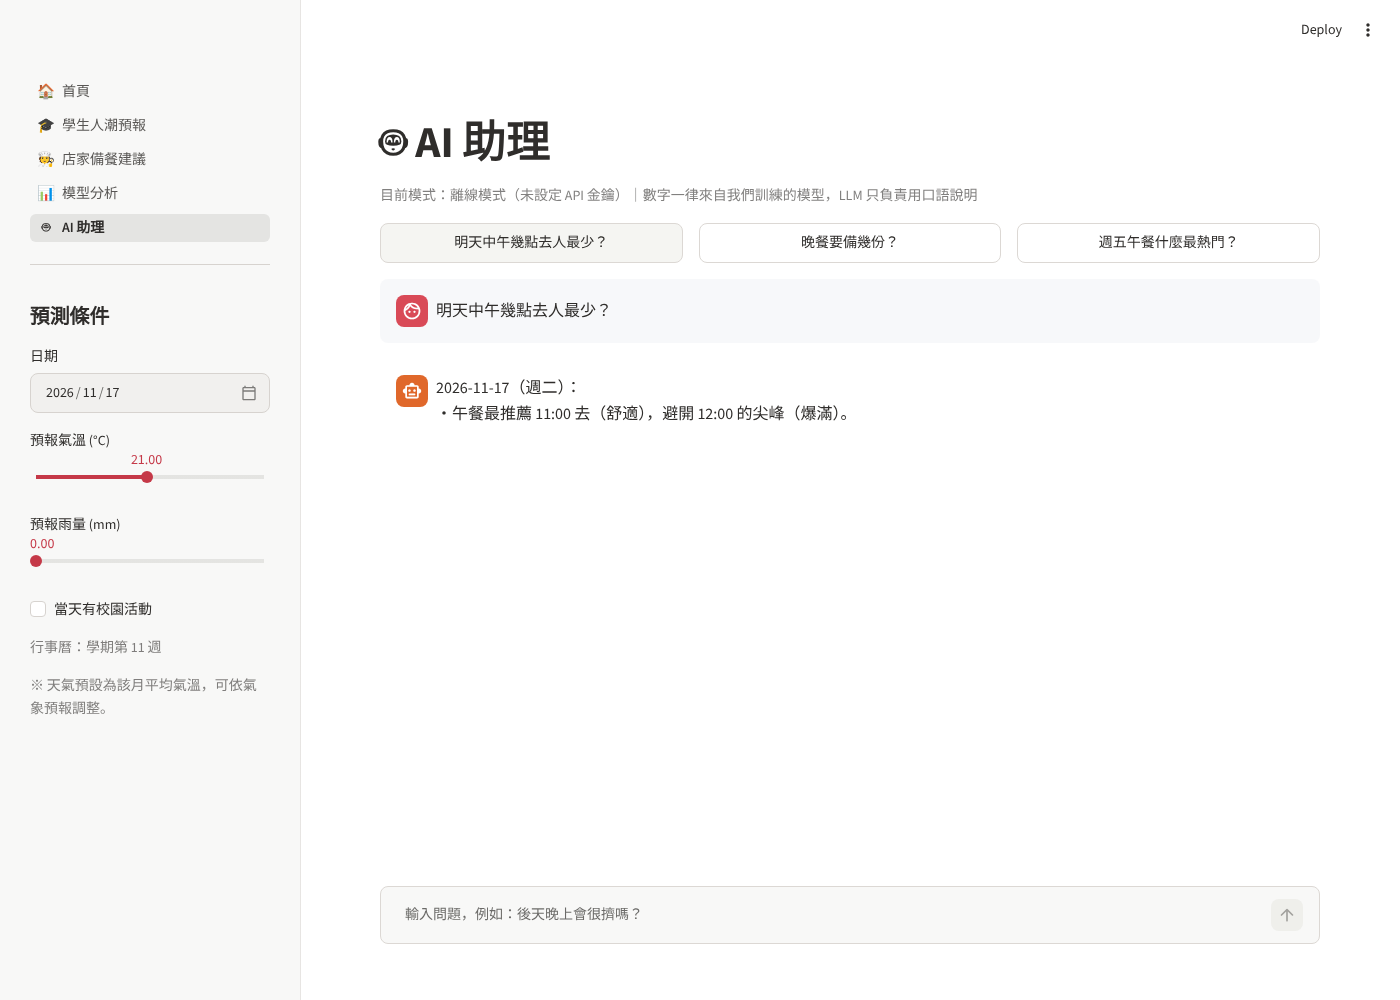 Deploy
首頁
學生人潮預報
店家備餐建議
模型分析
AI 助理
預測條件
日期
2026/11/17
預報氣溫 (°C)
21.00
預報雨量 (mm)
0.00
當天有校園活動
行事曆：學期第 11 週
※ 天氣預設為該月平均氣溫，可依氣
象預報調整。
AI 助理
目前模式：離線模式（未設定 API 金鑰）｜數字一律來自我們訓練的模型，LLM 只負責用口語說明
明天中午幾點去人最少？
晚餐要備幾份？
週五午餐什麼最熱門？
明天中午幾點去人最少？
2026-11-17（週二）：
・午餐最推薦 11:00 去（舒適），避開 12:00 的尖峰（爆滿）。
輸入問題，例如：後天晚上會很擠嗎？